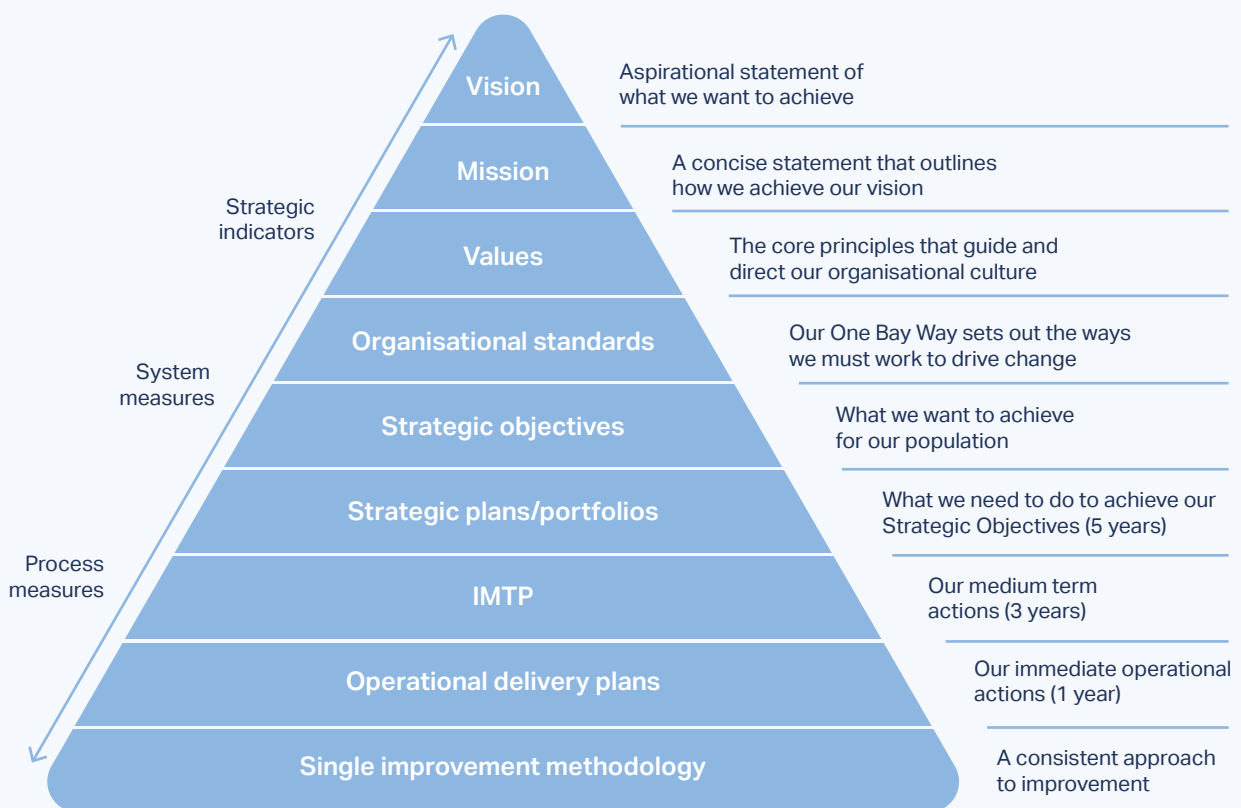 Vision
Aspirational statement of
what we want to achieve
Mission
A concise statement that outlines
how we achieve our vision
Strategic
indicators
Values
The core principles that guide and
direct our organisational culture
Organisational standards
Our One Bay Way sets out the ways
we must work to drive change
System
measures
Strategic objectives
What we want to achieve
for our population
Strategic plans/portfolios
What we need to do to achieve our
Strategic Objectives (5 years)
Process
measures
IMTP
Our medium term
actions (3 years)
Operational delivery plans
Our immediate operational
actions (1 year)
Single improvement methodology
A consistent approach
to improvement